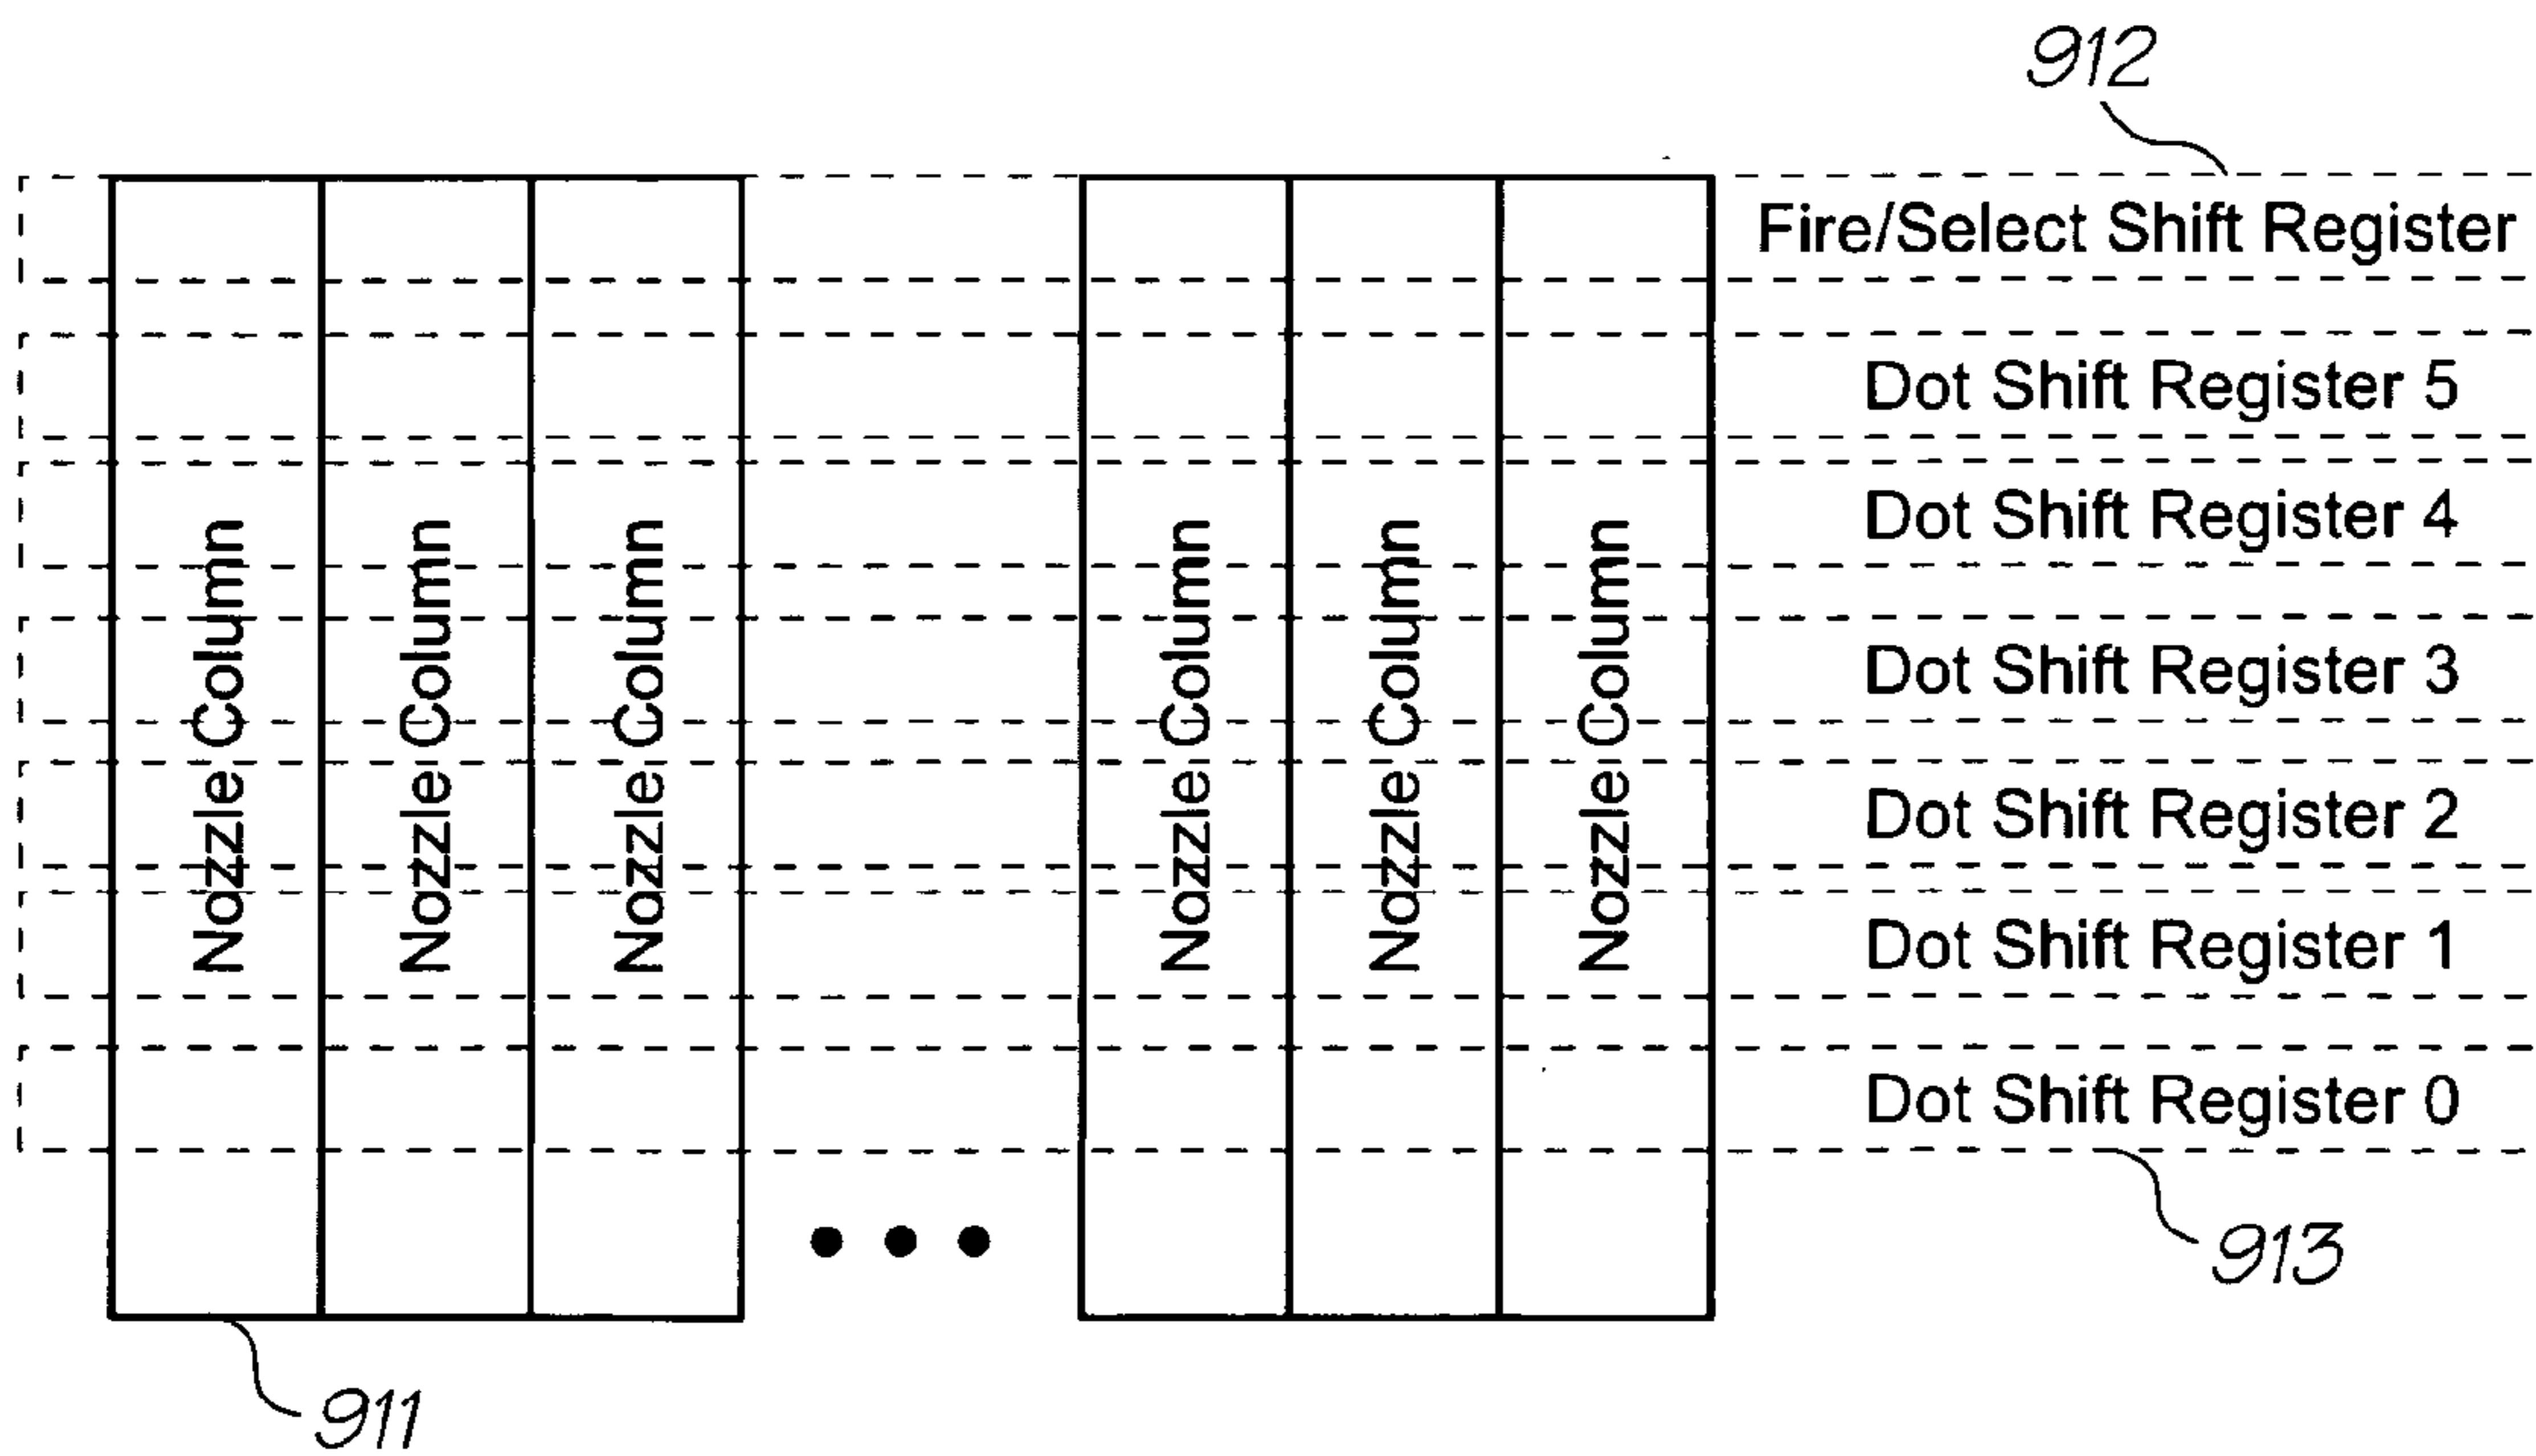 912
Fire/Select Shift Register
Dot Shift Register 5
Dot Shift Register 4
Dot Shift Register 3
Dot Shift Register 2
Dot Shift Register 1
Dot Shift Register 0
Nozzle Column
Nozzle Column
Nozzle Column
Nozzle Column
Nozzle Column
Nozzle Column
913
911